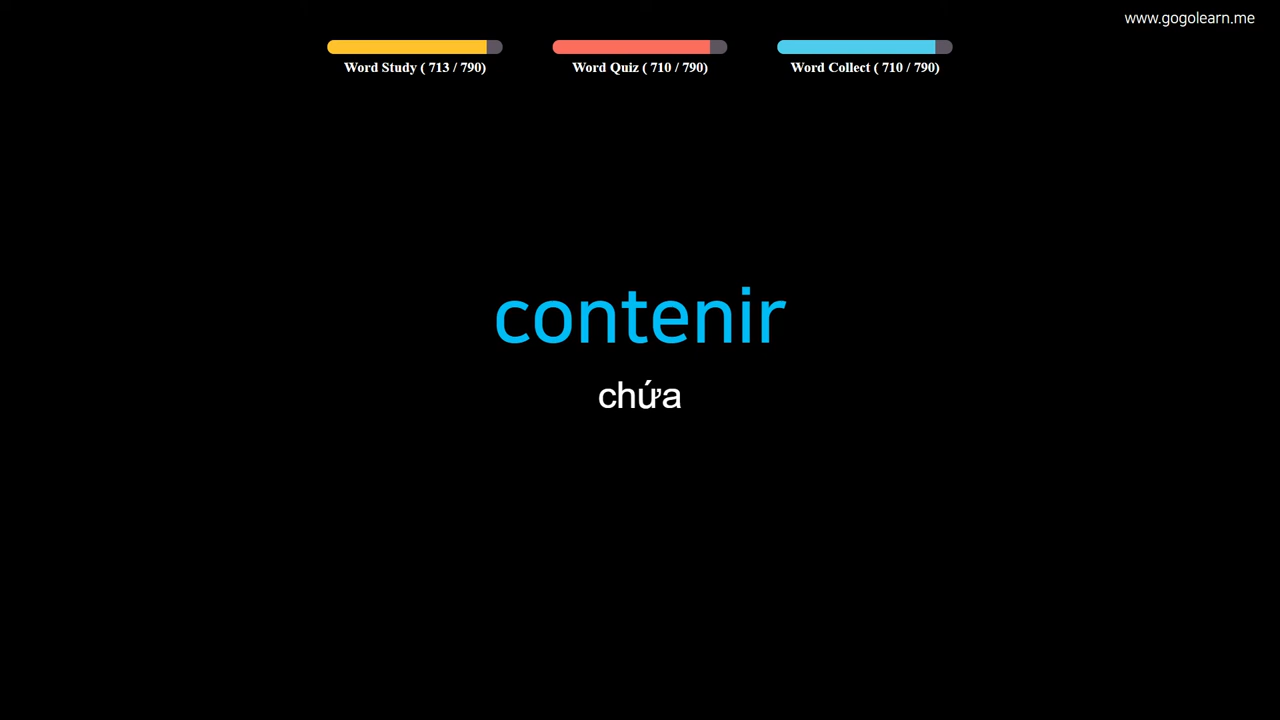 www.gogolearn.me
Word Study ( 713 / 790)
Word Quiz ( 710 / 790)
Word Collect ( 710 / 790)
contenir
chứa